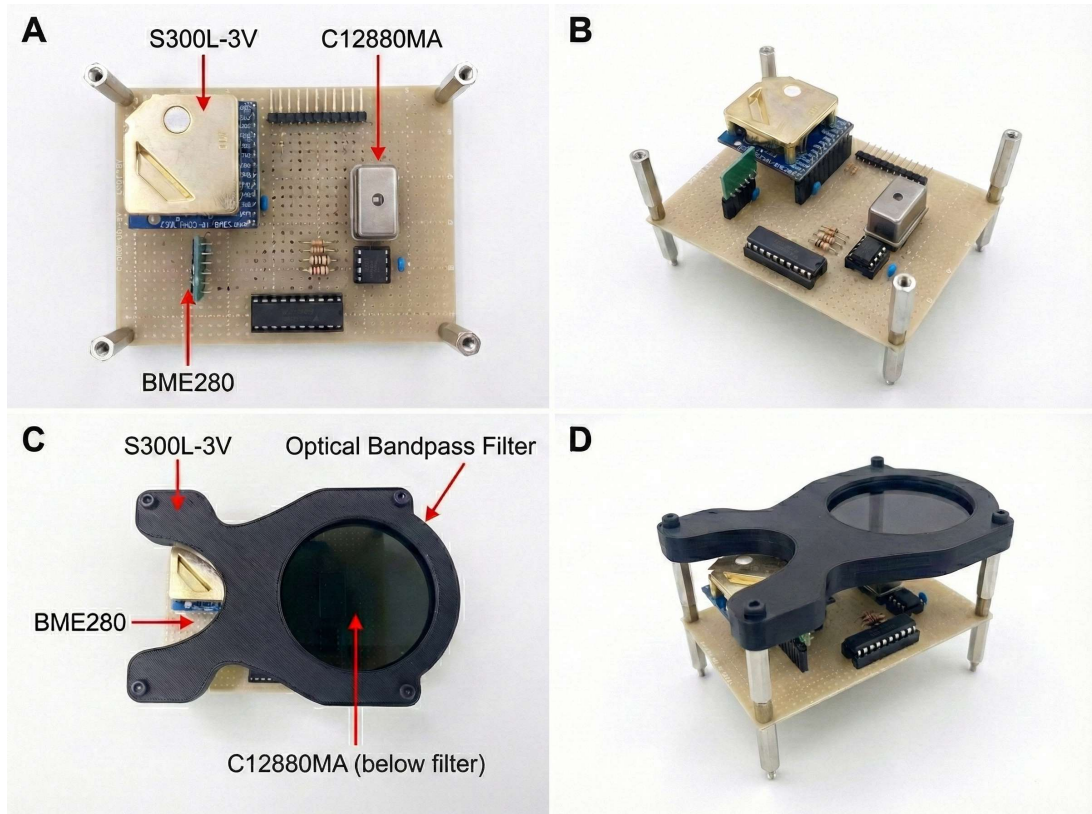 A
S300L-3V
C12880MA
BME280
B
C
S300L-3V
Optical Bandpass Filter
BME280
C12880MA (below filter)
D